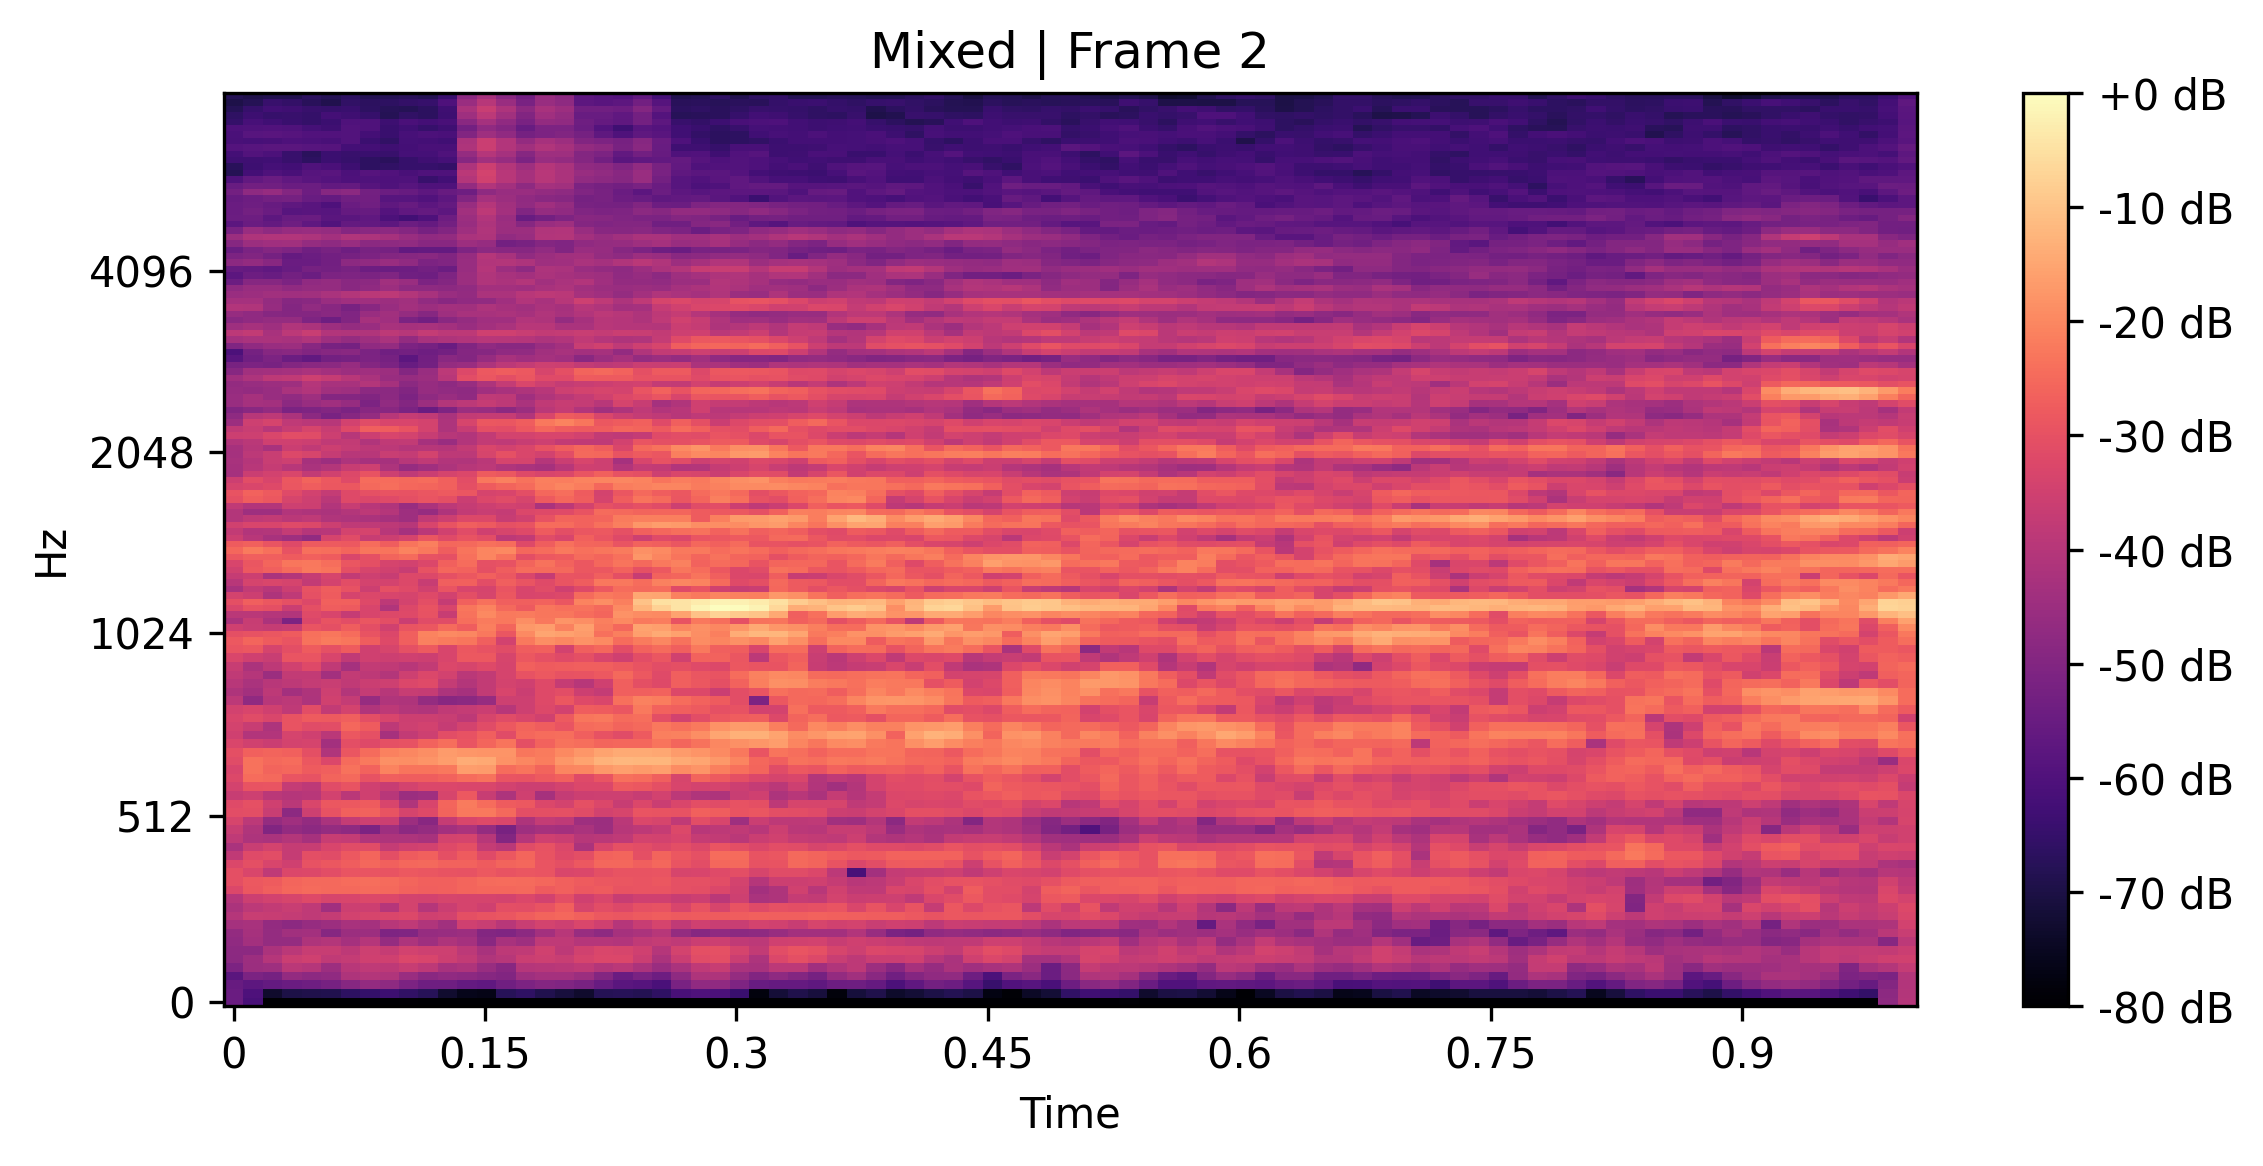 Mixed | Frame 2
Hz
4096
2048
1024
512
0
0 0.15 0.3 0.45 0.6 0.75 0.9
Time
+0 dB
-10 dB
-20 dB
-30 dB
-40 dB
-50 dB
-60 dB
-70 dB
-80 dB